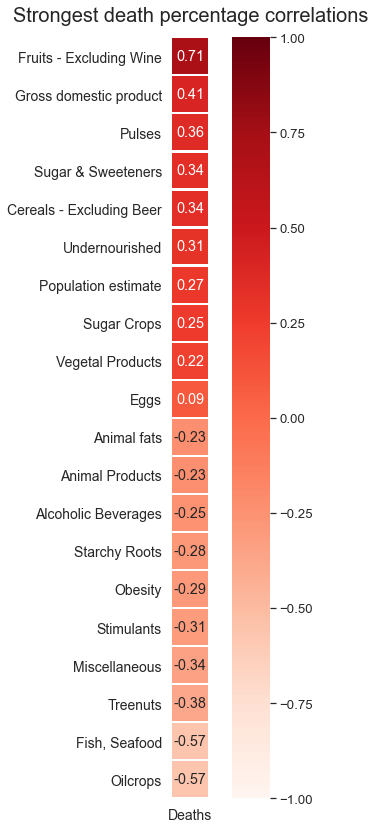 Strongest death percentage correlations
Fruits - Excluding Wine 0.71
Gross domestic product 0.41
Pulses 0.36
Sugar & Sweeteners 0.34
Cereals - Excluding Beer 0.34
Undernourished 0.31
Population estimate 0.27
Sugar Crops 0.25
Vegetal Products 0.22
Eggs 0.09
Animal fats -0.23
Animal Products -0.23
Alcoholic Beverages -0.25
Starchy Roots -0.28
Obesity -0.29
Stimulants -0.31
Miscellaneous -0.34
Treenuts -0.38
Fish, Seafood -0.57
Oilcrops -0.57
Deaths
1.00
0.75
0.50
0.25
0.00
−0.25
−0.50
−0.75
−1.00